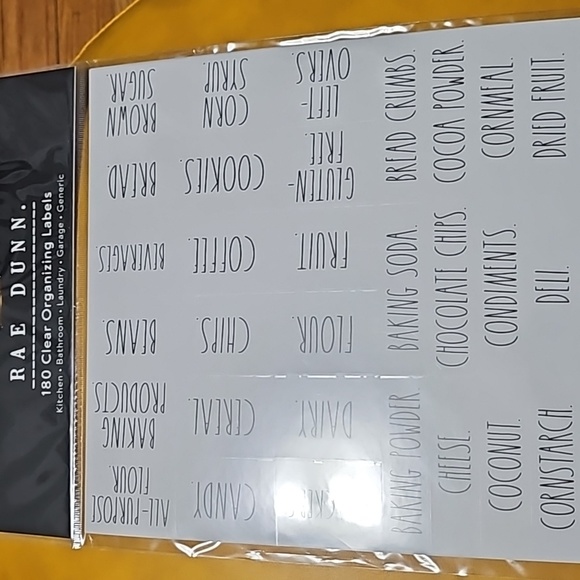 RAE DUNN.
180 Clear Organizing Labels
Kitchen • Bathroom • Laundry • Garage • Generic
ALL-PURPOSE
FLOUR.
BAKING
PRODUCTS.
BEANS.
BEVERAGES.
BREAD.
BROWN
SUGAR.
CANDY.
CEREAL.
CHIPS.
COFFEE.
COOKIES.
CORN
SYRUP.
DAIRY.
FLOUR.
FRUIT.
GLUTEN-
FREE.
LEFT-
OVERS.
BAKING POWDER
BAKING SODA.
BREAD CRUMBS.
CHEESE.
CHOCOLATE CHIPS.
COCOA POWDER.
COCONUT.
CONDIMENTS.
CORNMEAL.
CORNSTARCH.
DELI.
DRIED FRUIT.